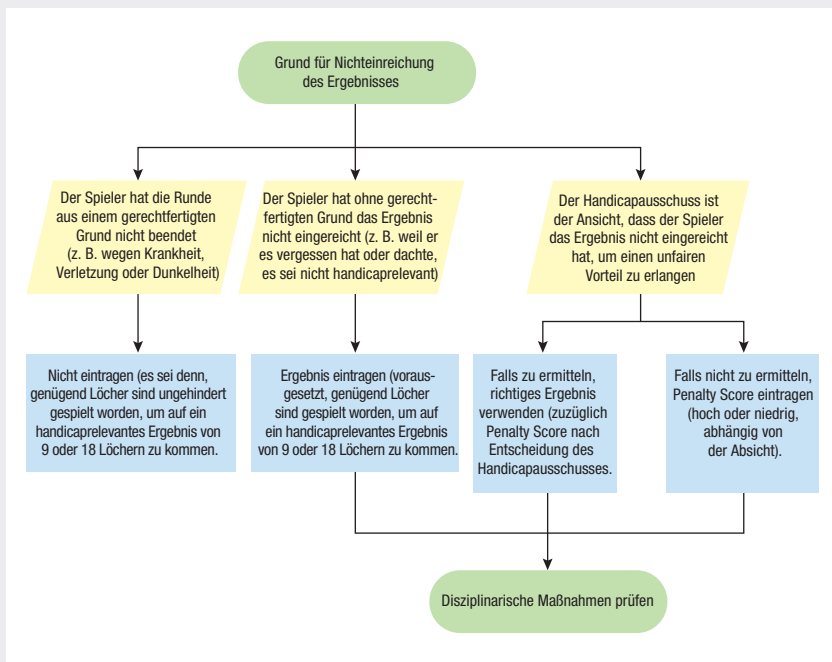 Grund für Nichteinreichung
des Ergebnisses
Der Spieler hat die Runde
aus einem gerechtfertigten
Grund nicht beendet
(z. B. wegen Krankheit,
Verletzung oder Dunkelheit)
Der Spieler hat ohne gerecht-
fertigten Grund das Ergebnis
nicht eingereicht (z. B. weil er
es vergessen hat oder dachte,
es sei nicht handicaprelevant)
Der Handicapausschuss ist
der Ansicht, dass der Spieler
das Ergebnis nicht eingereicht
hat, um einen unfairen
Vorteil zu erlangen
Nicht eintragen (es sei denn,
genügend Löcher sind ungehindert
gespielt worden, um auf ein
handicaprelevantes Ergebnis von
9 oder 18 Löchern zu kommen.
Ergebnis eintragen (voraus-
gesetzt, genügend Löcher
sind gespielt worden, um auf
ein handicaprelevantes Ergebnis
von 9 oder 18 Löchern zu kommen.
Falls zu ermitteln,
richtiges Ergebnis
verwenden (zuzüglich
Penalty Score nach
Entscheidung des
Handicapausschusses.
Falls nicht zu ermitteln,
Penalty Score eintragen
(hoch oder niedrig,
abhängig von
der Absicht).
Disziplinarische Maßnahmen prüfen